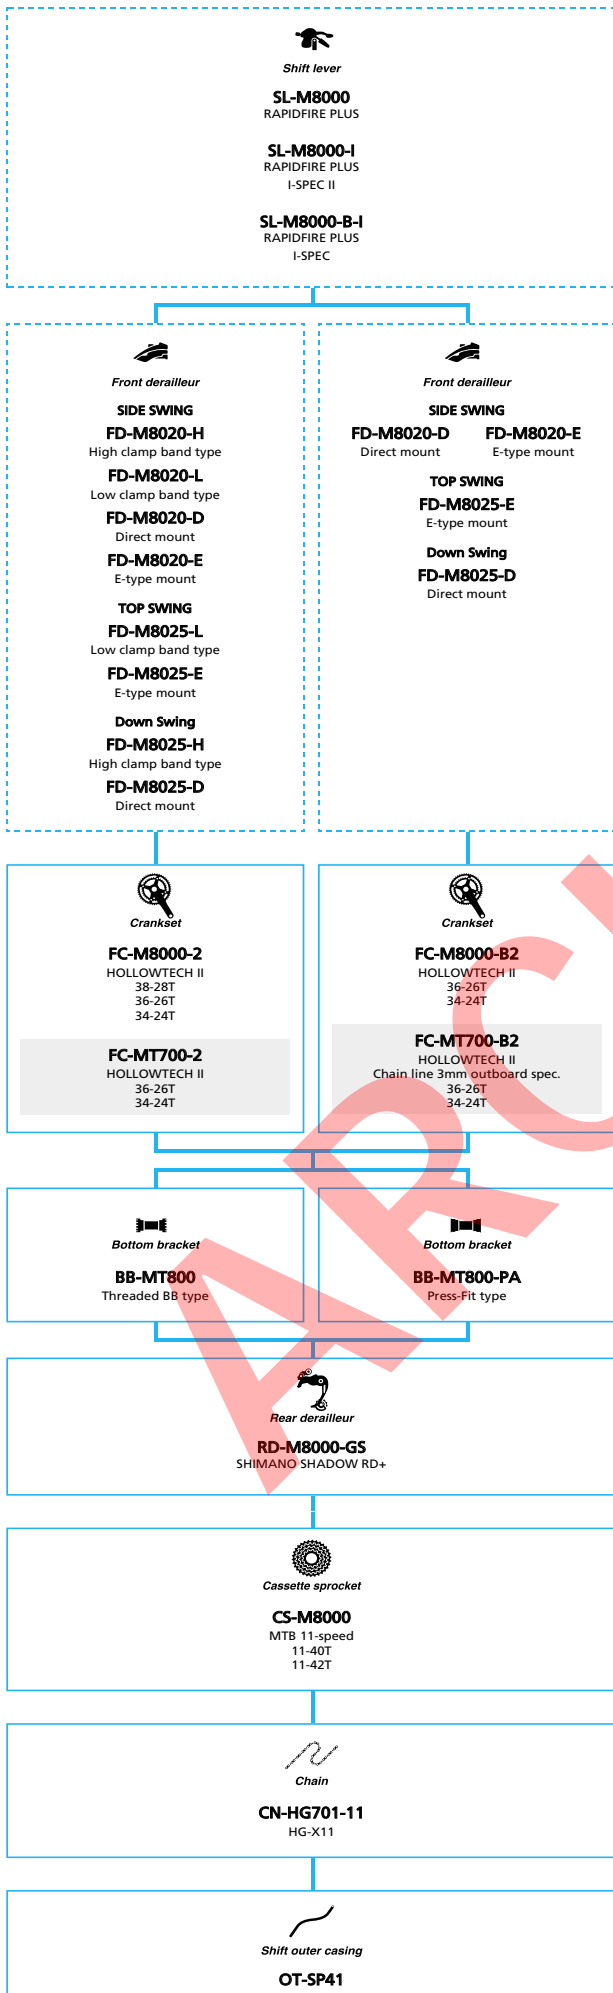 Shift lever
SL-M8000
RAPIDFIRE PLUS
SL-M8000-I
RAPIDFIRE PLUS
I-SPEC II
SL-M8000-B-I
RAPIDFIRE PLUS
I-SPEC
Front derailleur
SIDE SWING
FD-M8020-H
High clamp band type
FD-M8020-L
Low clamp band type
FD-M8020-D
Direct mount
FD-M8020-E
E-type mount
TOP SWING
FD-M8025-L
Low clamp band type
FD-M8025-E
E-type mount
Down Swing
FD-M8025-H
High clamp band type
FD-M8025-D
Direct mount
Front derailleur
SIDE SWING
FD-M8020-D FD-M8020-E
Direct mount E-type mount
TOP SWING
FD-M8025-E
E-type mount
Down Swing
FD-M8025-D
Direct mount
Crankset
FC-M8000-2
HOLLOWTECH II
38-28T
36-26T
34-24T
FC-MT700-2
HOLLOWTECH II
36-26T
34-24T
Crankset
FC-M8000-B2
HOLLOWTECH II
36-26T
34-24T
FC-MT700-B2
HOLLOWTECH II
Chain line 3mm outboard spec.
36-26T
34-24T
Bottom bracket
BB-MT800
Threaded BB type
Bottom bracket
BB-MT800-PA
Press-Fit type
Rear derailleur
RD-M8000-GS
SHIMANO SHADOW RD+
Cassette sprocket
CS-M8000
MTB 11-speed
11-40T
11-42T
Chain
CN-HG701-11
HG-X11
Shift outer casing
OT-SP41